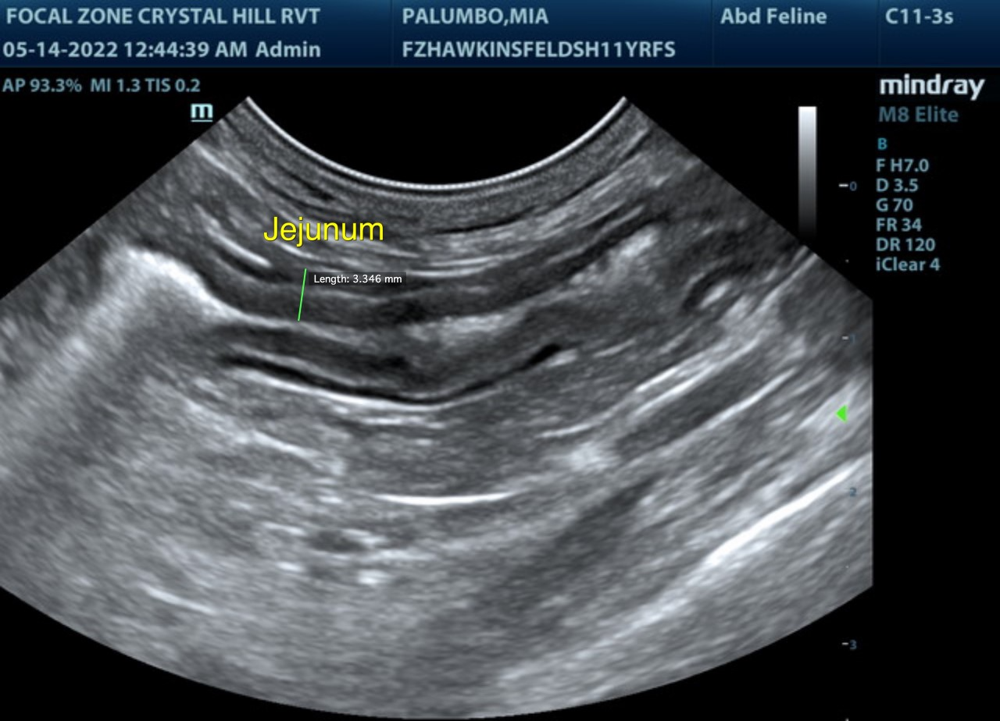 FOCAL ZONE CRYSTAL HILL RVT PALUMBO,MIA Abd Feline C11-3s
05-14-2022 12:44:39 AM Admin FZHAWKINSFELDSH11YRFS
AP 93.3% MI 1.3 TIS 0.2
m
mindray
M8 Elite
B
F H7.0
D 3.5
G 70
FR 34
DR 120
iClear 4
0
Jejunum
Length: 3.346 mm
1
2
3